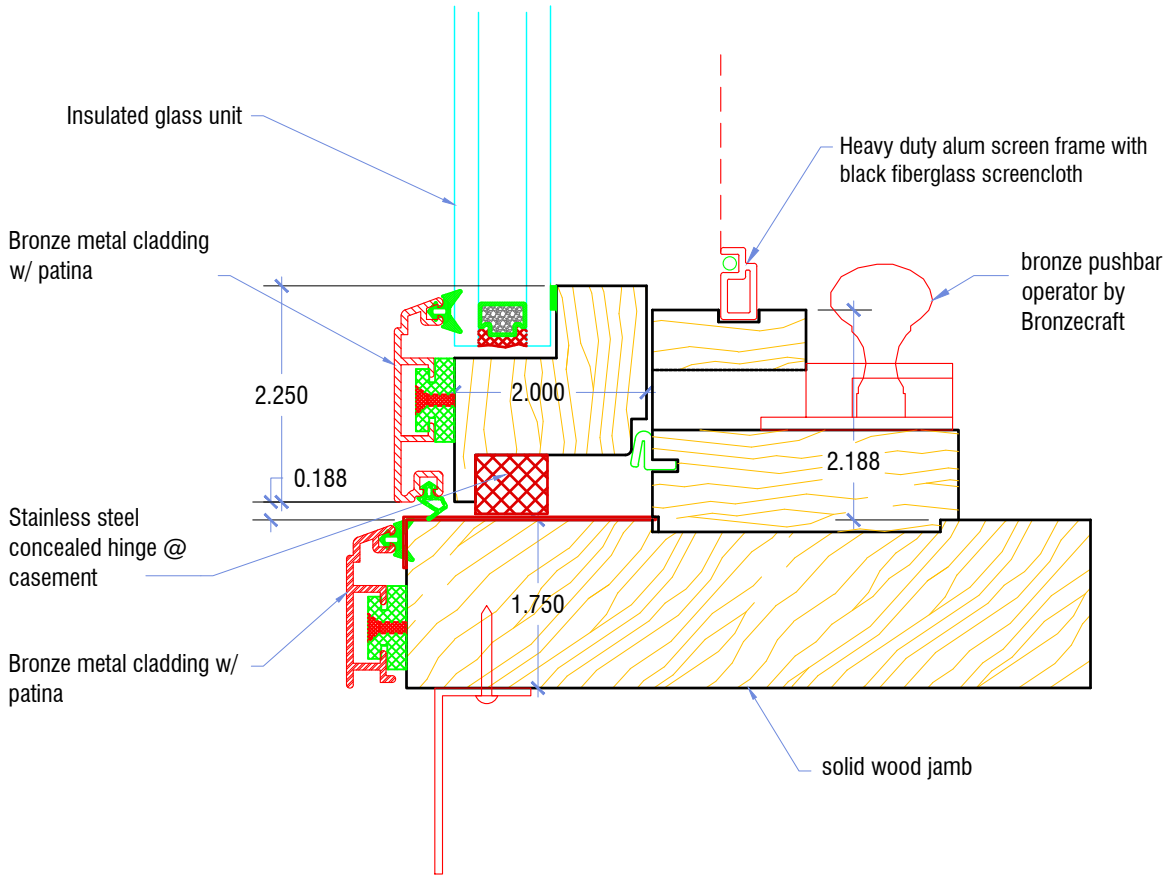 Insulated glass unit
Heavy duty alum screen frame with
black fiberglass screencloth
Bronze metal cladding
w/ patina
bronze pushbar
operator by
Bronzecraft
2.250
2.000
2.188
0.188
Stainless steel
concealed hinge @
casement
1.750
Bronze metal cladding w/
patina
solid wood jamb